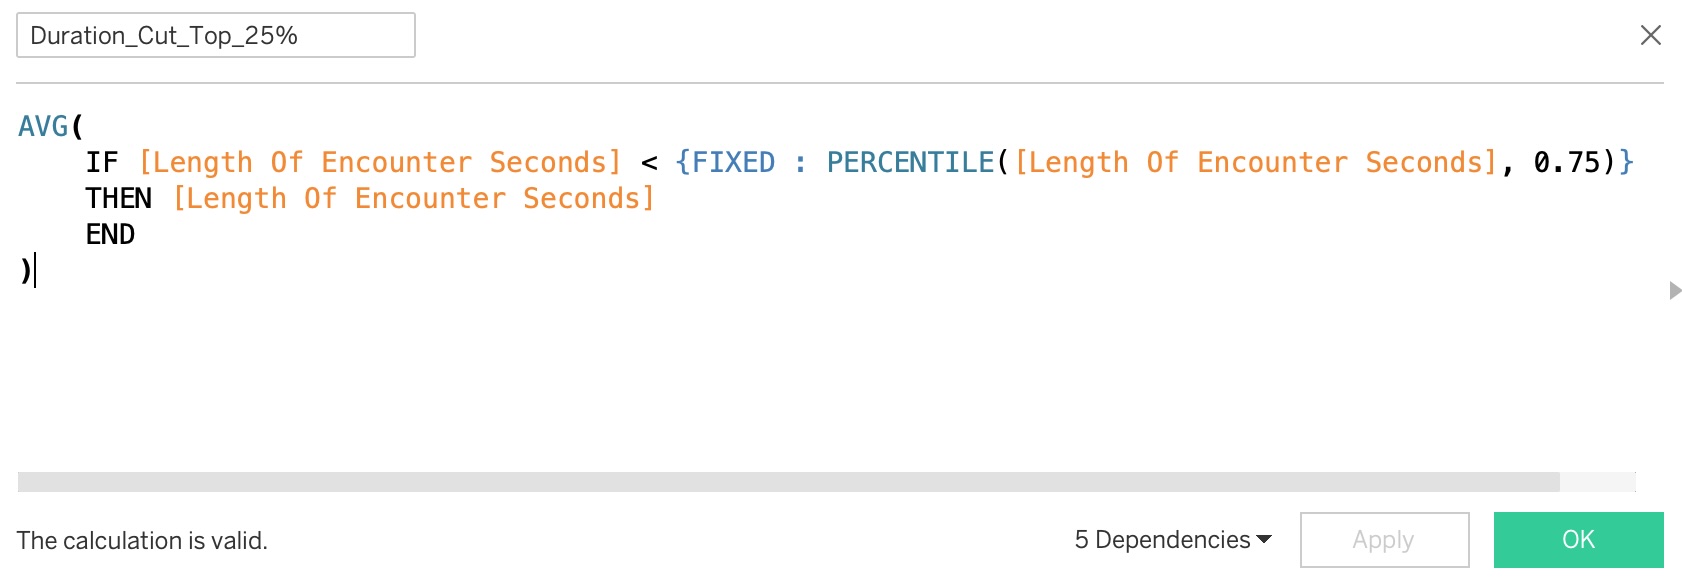 Duration_Cut_Top_25%
AVG(
IF [Length Of Encounter Seconds] < {FIXED : PERCENTILE([Length Of Encounter Seconds], 0.75)}
THEN [Length Of Encounter Seconds]
END
)
The calculation is valid.
5 Dependencies
Apply
OK